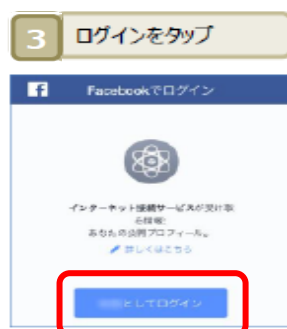 3
ログインをタップ
f
Facebookでログイン
インターネット接続サービスが受け取
る情報:
あなたの公開プロフィール。
詳しくはこちら
としてログイン